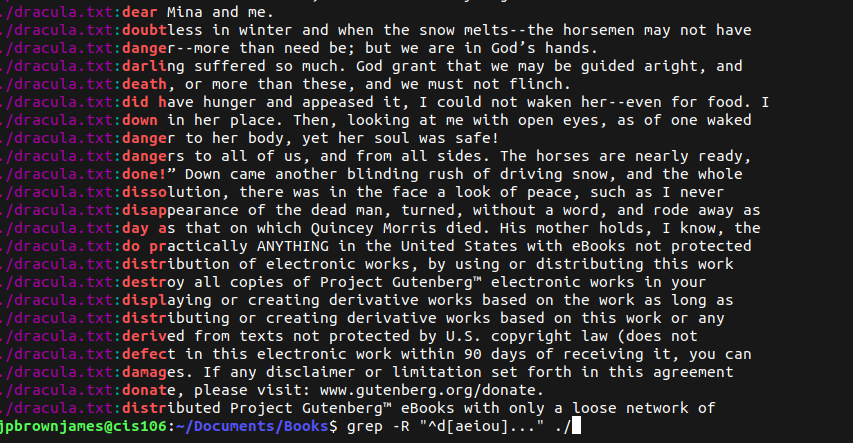 ./dracula.txt:dear Mina and me.
./dracula.txt:doubtless in winter and when the snow melts--the horsemen may not have
./dracula.txt:danger--more than need be; but we are in God’s hands.
./dracula.txt:darling suffered so much. God grant that we may be guided aright, and
./dracula.txt:death, or more than these, and we must not flinch.
./dracula.txt:did have hunger and appeased it, I could not waken her--even for food. I
./dracula.txt:down in her place. Then, looking at me with open eyes, as of one waked
./dracula.txt:danger to her body, yet her soul was safe!
./dracula.txt:dangers to all of us, and from all sides. The horses are nearly ready,
./dracula.txt:done!” Down came another blinding rush of driving snow, and the whole
./dracula.txt:dissolution, there was in the face a look of peace, such as I never
./dracula.txt:disappearance of the dead man, turned, without a word, and rode away as
./dracula.txt:day as that on which Quincey Morris died. His mother holds, I know, the
./dracula.txt:do practically ANYTHING in the United States with eBooks not protected
./dracula.txt:distribution of electronic works, by using or distributing this work
./dracula.txt:destroy all copies of Project Gutenberg™ electronic works in your
./dracula.txt:displaying or creating derivative works based on the work as long as
./dracula.txt:distributing or creating derivative works based on this work or any
./dracula.txt:derived from texts not protected by U.S. copyright law (does not
./dracula.txt:defect in this electronic work within 90 days of receiving it, you can
./dracula.txt:damages. If any disclaimer or limitation set forth in this agreement
./dracula.txt:donate, please visit: www.gutenberg.org/donate.
./dracula.txt:distributed Project Gutenberg™ eBooks with only a loose network of
jpbrownjames@cis106:~/Documents/Books$ grep -R "^d[aeiou]..." ./